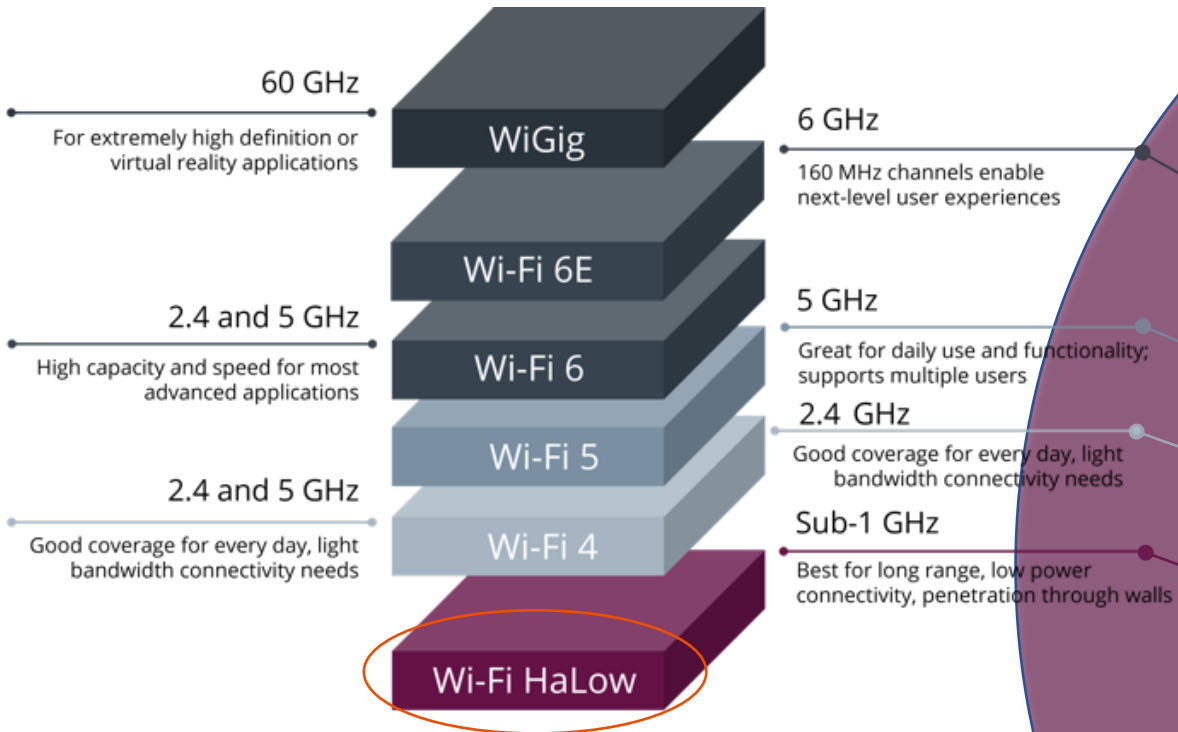 60 GHz
For extremely high definition or
virtual reality applications
WiGig
6 GHz
160 MHz channels enable
next-level user experiences
Wi-Fi 6E
2.4 and 5 GHz
High capacity and speed for most
advanced applications
Wi-Fi 6
5 GHz
Great for daily use and functionality;
supports multiple users
Wi-Fi 5
2.4 GHz
Good coverage for every day, light
bandwidth connectivity needs
2.4 and 5 GHz
Good coverage for every day, light
bandwidth connectivity needs
Wi-Fi 4
Sub-1 GHz
Best for long range, low power
connectivity, penetration through walls
Wi-Fi HaLow